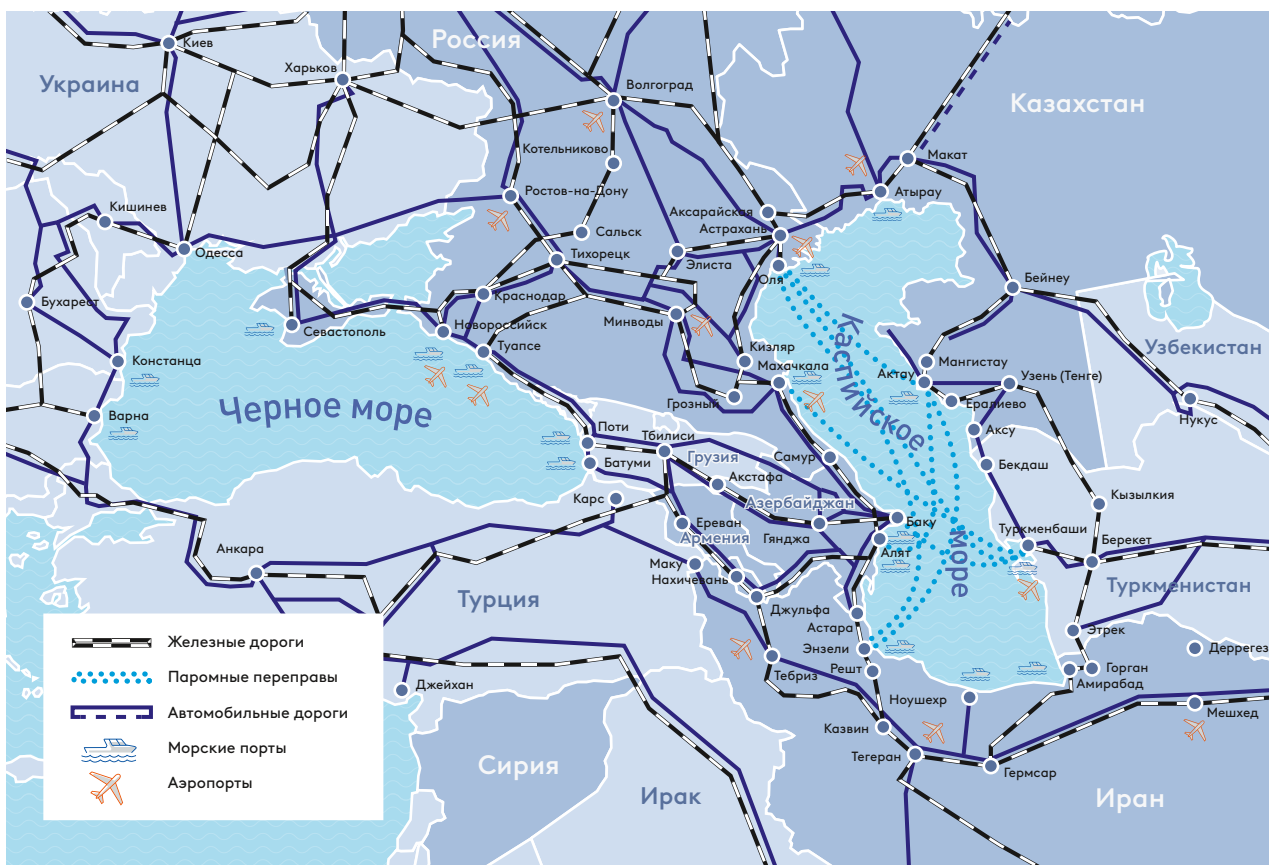 Россия
Киев
Харьков
Украина
Волгоград
Казахстан
Котельниково
Макат
Ростов-на-Дону
Атырау
Кишинев
Аксарайская
Астрахань
Сальск
Одесса
Тихорецк
Элиста
Оля
Бейнеу
Бухарест
Краснодар
Севастополь
Новороссийск
Минводы
Туапсе
Кизляр
Узбекистан
Констанца
Махачкала
Мангистау
Актау
Узень (Тенге)
Каспийское
море
Черное море
Грозный
Ералиево
Варна
Нукус
Поти
Тбилиси
Аксу
Батуми
Грузия
Самур
Бекдаш
Акстафа
Карс
Азербайджан
Кызылкия
Ереван
Армения
Гянджа
Баку
Туркменбаши
Анкара
Алят
Берекет
Маку
Нахичевань
Туркменистан
Турция
Джульфа
Астара
Этрек
Железные дороги
Энзели
Деррегез
Паромные переправы
Тебриз
Решт
Горган
Амирабад
Джейхан
Ноушехр
Автомобильные дороги
Мешхед
Казвин
Морские порты
Тегеран
Сирия
Гермсар
Аэропорты
Ирак
Иран